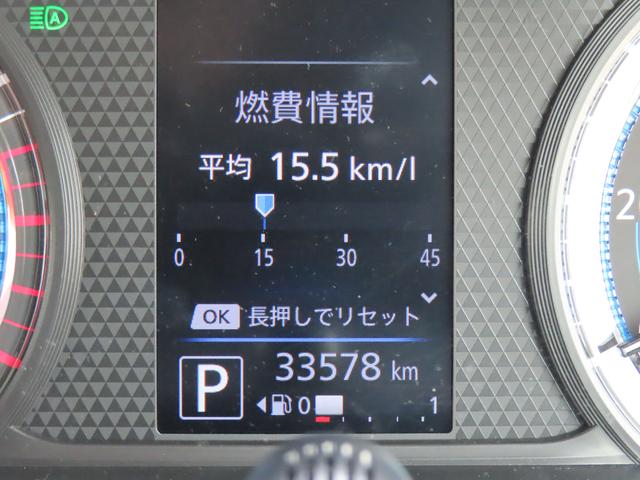 A
燃費情報
平均 15.5 km/l
0 15 30 45
OK 長押しでリセット
33578 km
P
0 1